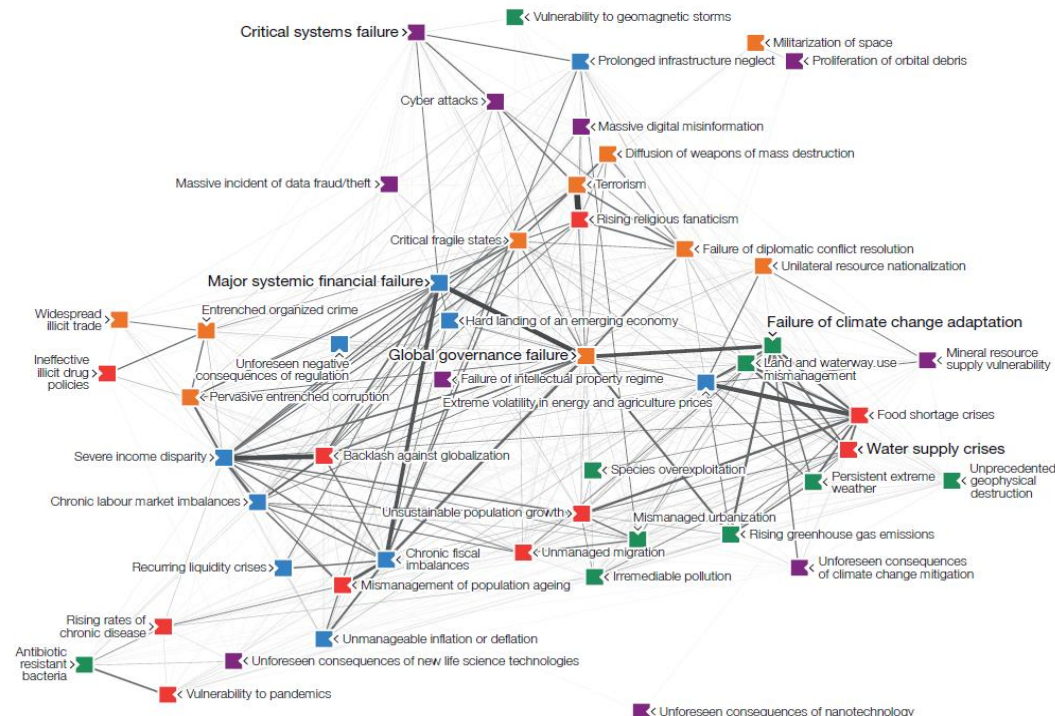 Vulnerability to geomagnetic storms
Critical systems failure
Militarization of space
Prolonged infrastructure neglect
Proliferation of orbital debris
Cyber attacks
Massive digital misinformation
Diffusion of weapons of mass destruction
Massive incident of data fraud/theft
Terrorism
Rising religious fanaticism
Critical fragile states
Failure of diplomatic conflict resolution
Unilateral resource nationalization
Major systemic financial failure
Widespread
illicit trade
Entrenched organized crime
Hard landing of an emerging economy
Failure of climate change adaptation
Ineffective
illicit drug
policies
Unforeseen negative
consequences of regulation
Global governance failure
Land and waterway use
mismanagement
Mineral resource
supply vulnerability
Failure of intellectual property regime
Pervasive entrenched corruption
Extreme volatility in energy and agriculture prices
Food shortage crises
Severe income disparity
Backlash against globalization
Water supply crises
Species overexploitation
Persistent extreme
weather
Unprecedented
geophysical
destruction
Chronic labour market imbalances
Unsustainable population growth
Mismanaged urbanization
Rising greenhouse gas emissions
Chronic fiscal
imbalances
Unmanaged migration
Recurring liquidity crises
Mismanagement of population ageing
Irremediable pollution
Unforeseen consequences
of climate change mitigation
Rising rates of
chronic disease
Unmanageable inflation or deflation
Antibiotic
resistant
bacteria
Unforeseen consequences of new life science technologies
Vulnerability to pandemics
Unforeseen consequences of nanotechnology